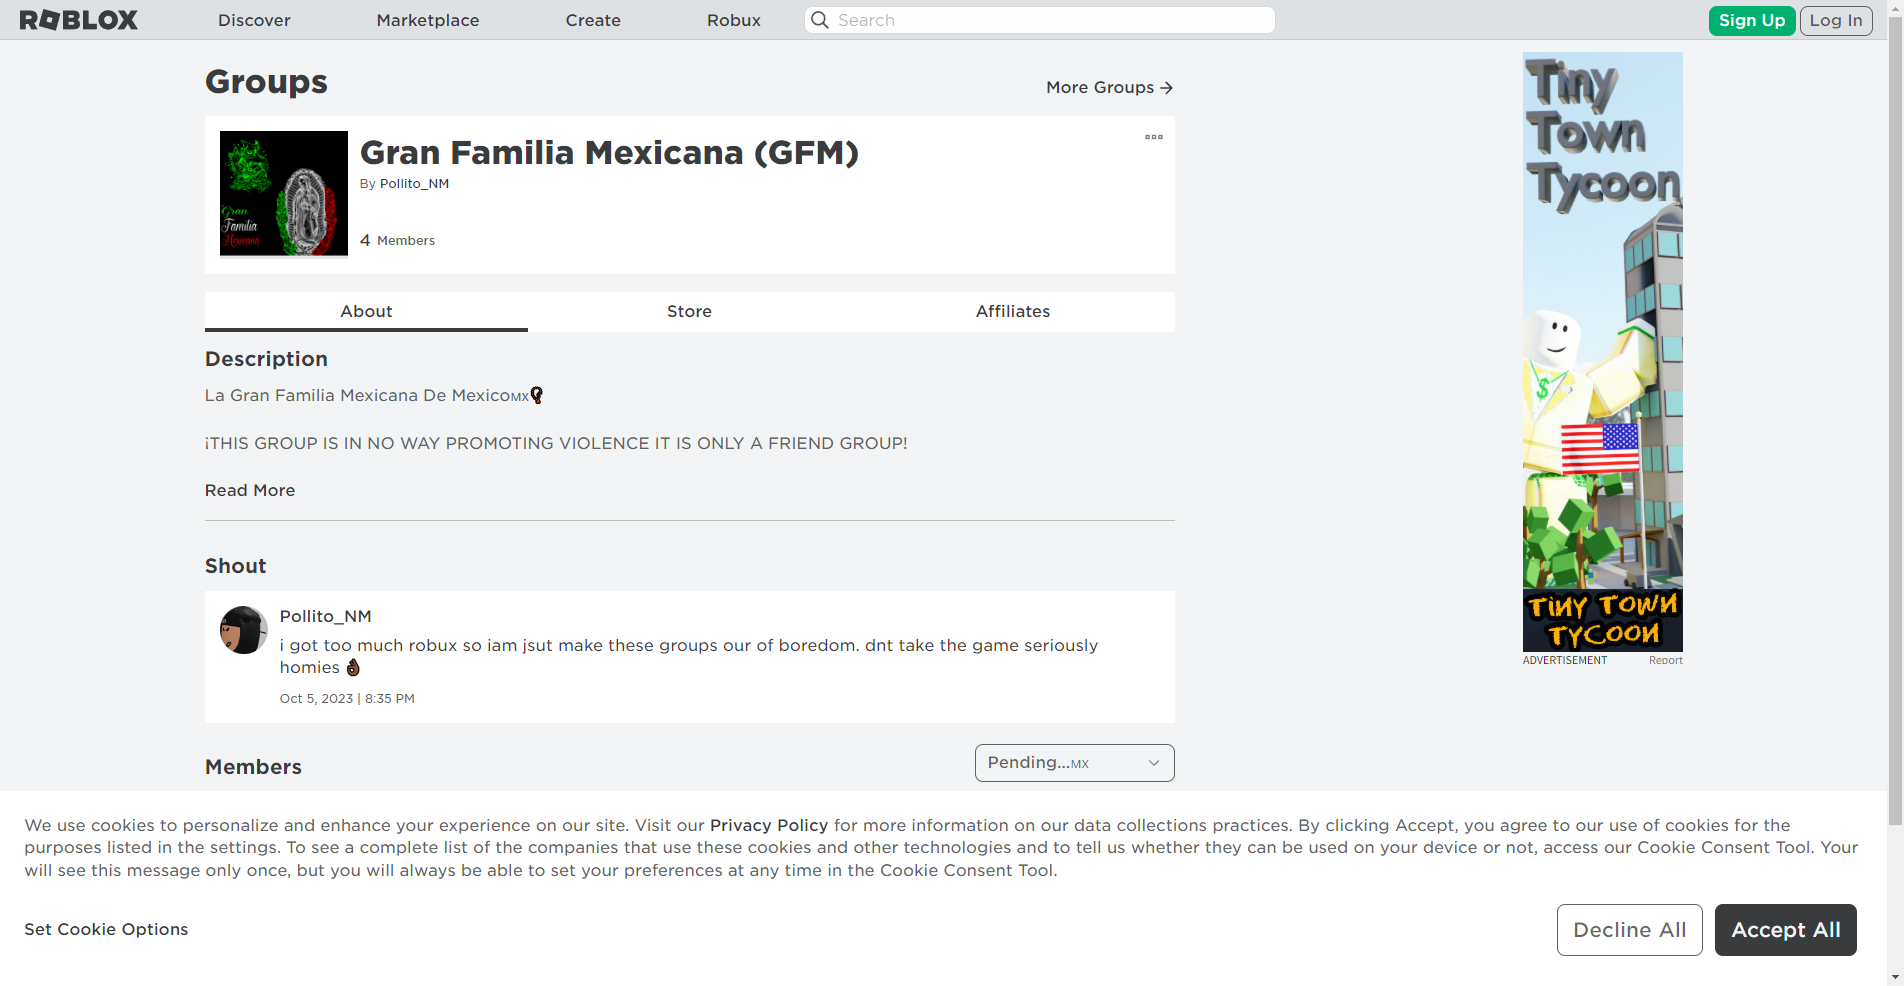 ROBLOX
Discover
Marketplace
Create
Robux
Search
Sign Up
Log In
Groups
More Groups →
Gran
Familia
Mexicana
Gran Familia Mexicana (GFM)
By Pollito_NM
4 Members
About
Store
Affiliates
Description
La Gran Familia Mexicana De MexicoMX
¡THIS GROUP IS IN NO WAY PROMOTING VIOLENCE IT IS ONLY A FRIEND GROUP!
Read More
Shout
Pollito_NM
i got too much robux so iam jsut make these groups our of boredom. dnt take the game seriously
homies 👌🏿
Oct 5, 2023 | 8:35 PM
Members
Pending...MX
Tiny
Town
Tycoon
$
TINY TOWN
TYCOON
ADVERTISEMENT
Report
We use cookies to personalize and enhance your experience on our site. Visit our Privacy Policy for more information on our data collections practices. By clicking Accept, you agree to our use of cookies for the
purposes listed in the settings. To see a complete list of the companies that use these cookies and other technologies and to tell us whether they can be used on your device or not, access our Cookie Consent Tool. Your
will see this message only once, but you will always be able to set your preferences at any time in the Cookie Consent Tool.
Set Cookie Options
Decline All
Accept All